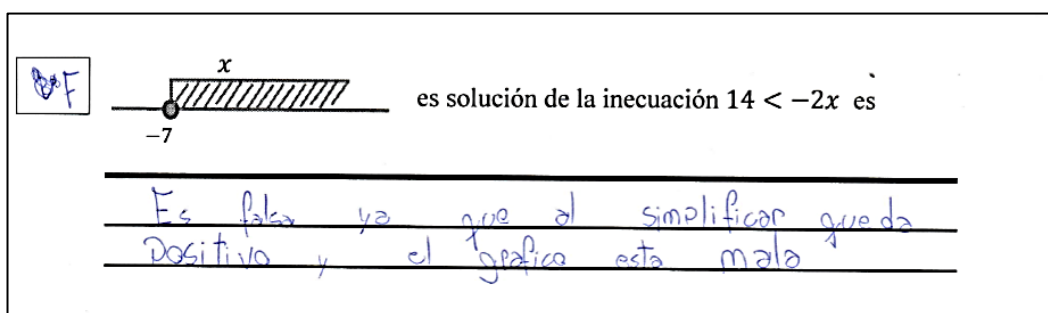 F
x
-7
es solución de la inecuación 14 < −2x es
Es falsa ya que al simplificar queda
positivo y el grafico esta malo